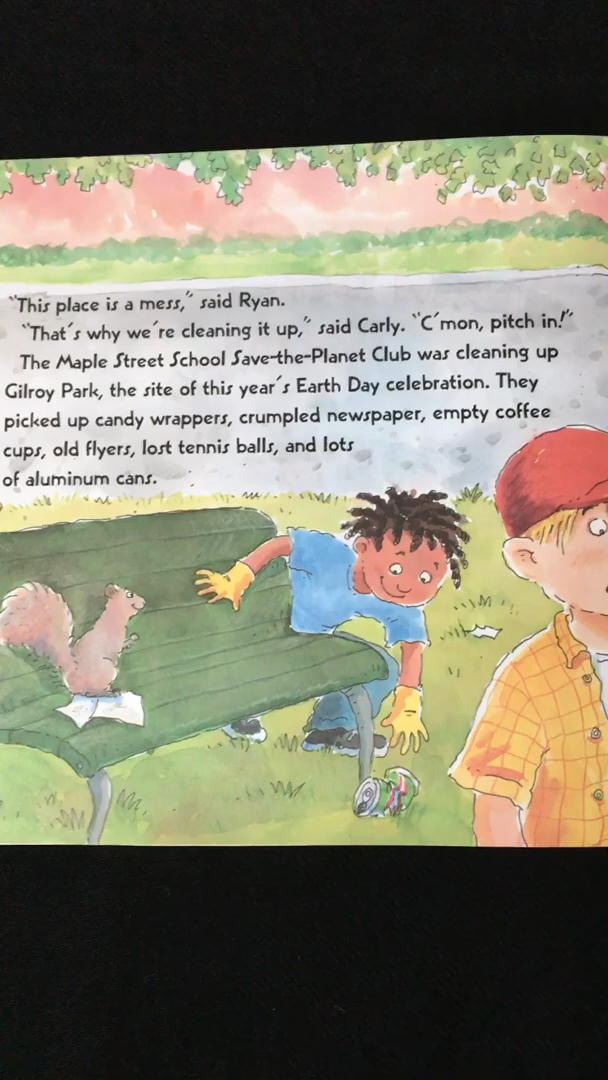 "This place is a mess," said Ryan.
"That's why we're cleaning it up," said Carly. "C'mon, pitch in!"
The Maple Street School Save-the-Planet Club was cleaning up
Gilroy Park, the site of this year's Earth Day celebration. They
picked up candy wrappers, crumpled newspaper, empty coffee
cups, old flyers, lost tennis balls, and lots
of aluminum cans.